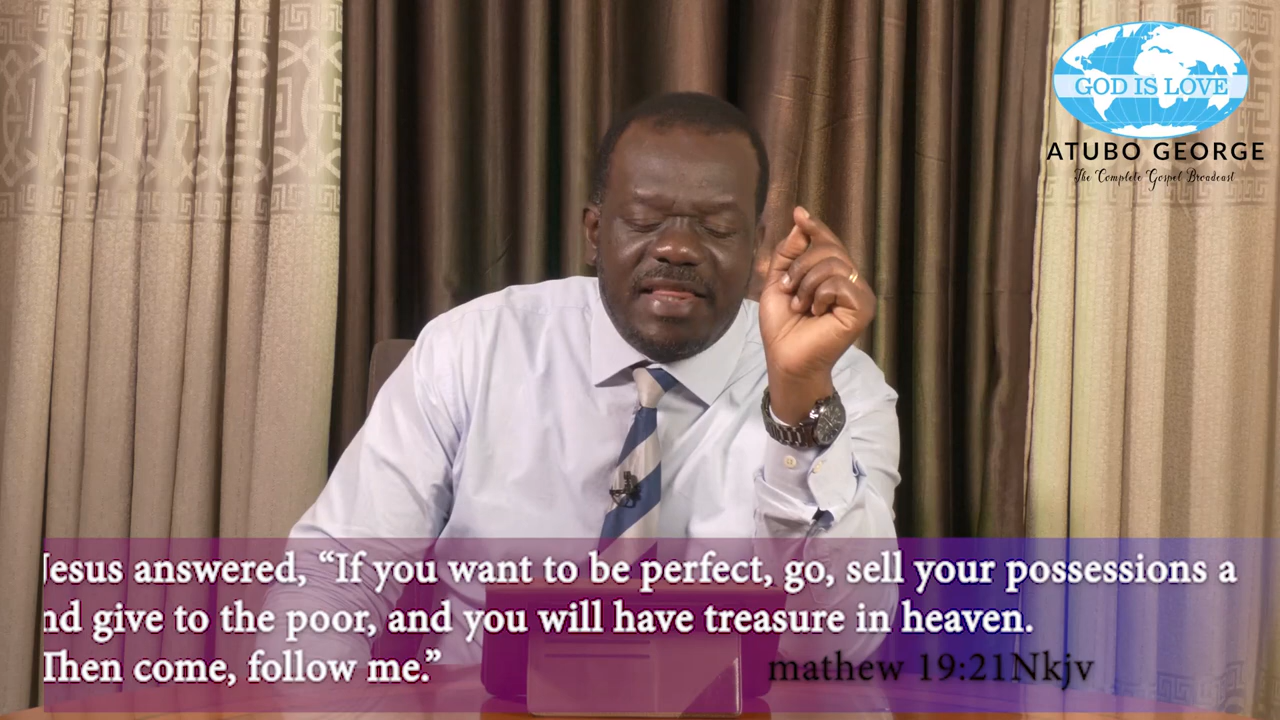 GOD IS LOVE
ATUBO GEORGE
The Complete Gospel Broadcast
Jesus answered, “If you want to be perfect, go, sell your possessions a
nd give to the poor, and you will have treasure in heaven.
Then come, follow me.”
mathew 19:21Nkjv